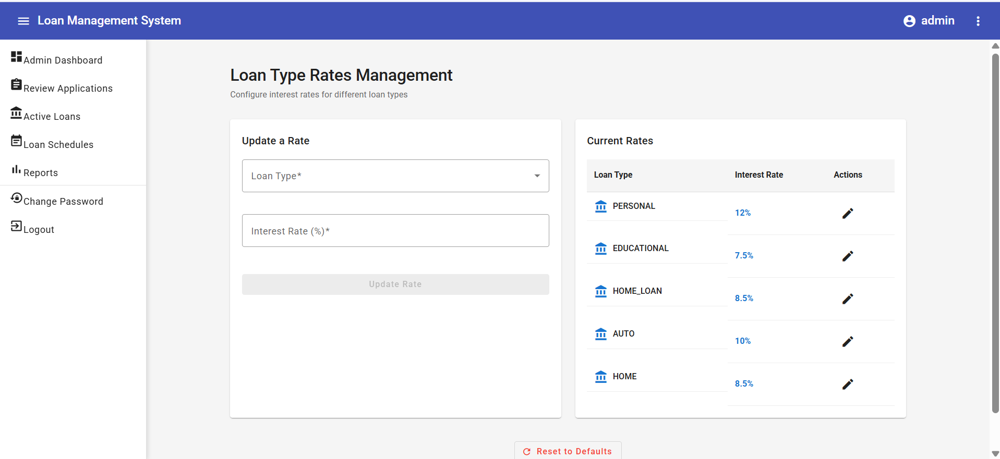 Loan Management System
admin
Admin Dashboard
Review Applications
Active Loans
Loan Schedules
Reports
Change Password
Logout
Loan Type Rates Management
Configure interest rates for different loan types
Update a Rate
Loan Type*
Interest Rate (%)*
Update Rate
Current Rates
Loan Type Interest Rate Actions
PERSONAL 12%
EDUCATIONAL 7.5%
HOME_LOAN 8.5%
AUTO 10%
HOME 8.5%
Reset to Defaults